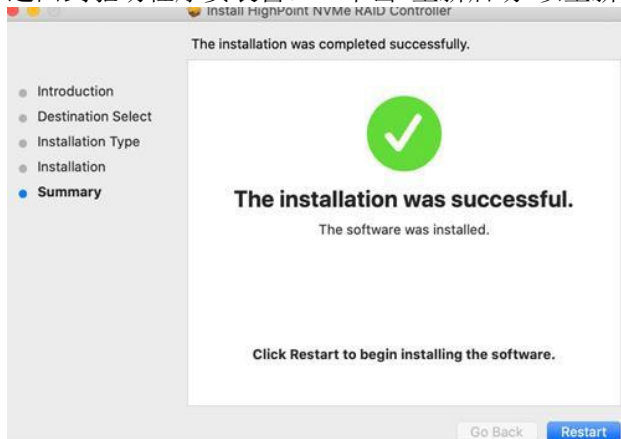 Install HighPoint NVMe RAID Controller
The installation was completed successfully.
Introduction
Destination Select
Installation Type
Installation
Summary
The installation was successful.
The software was installed.
Click Restart to begin installing the software.
Go Back
Restart